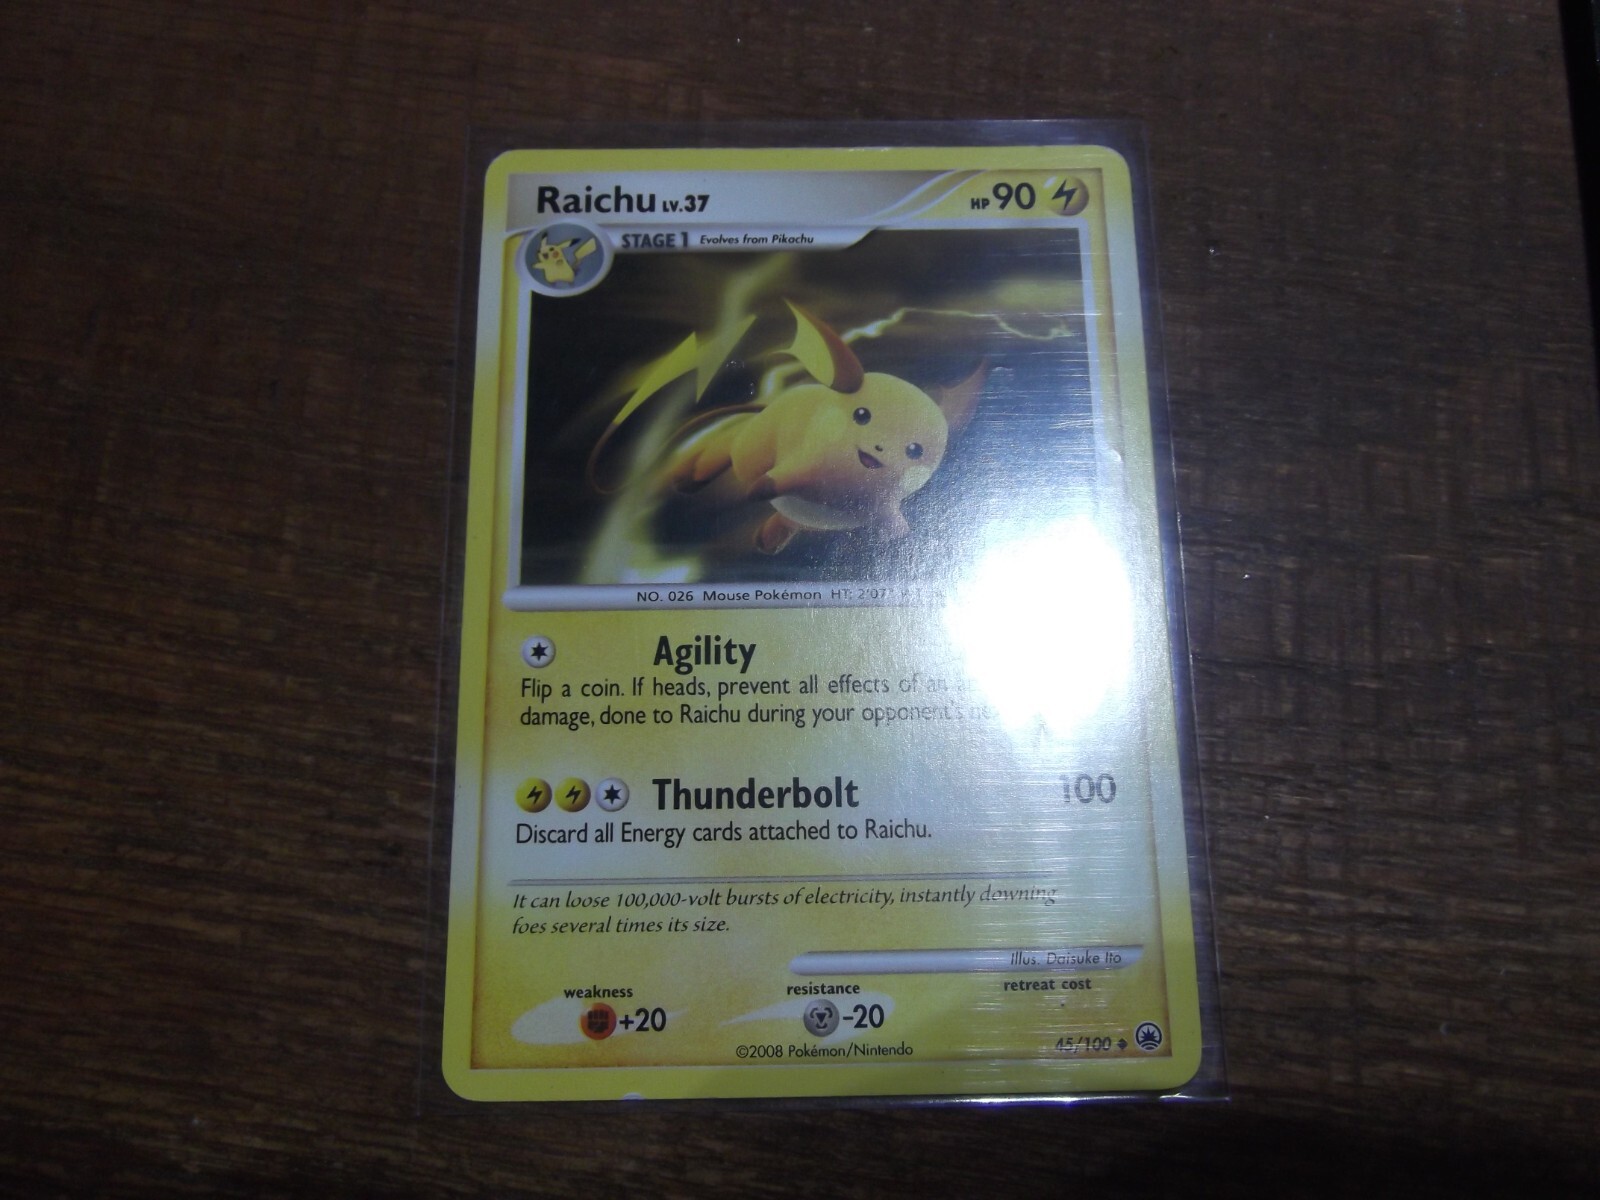 Raichu LV.37 HP 90
STAGE 1 Evolves from Pikachu
NO. 026 Mouse Pokémon HT: 2'07"
Agility
Flip a coin. If heads, prevent all effects of an
damage, done to Raichu during your opponent's
Thunderbolt 100
Discard all Energy cards attached to Raichu.
It can loose 100,000-volt bursts of electricity, instantly downing
foes several times its size.
Illus. Daisuke Ito
weakness resistance retreat cost
+20 -20
©2008 Pokémon/Nintendo 45/100